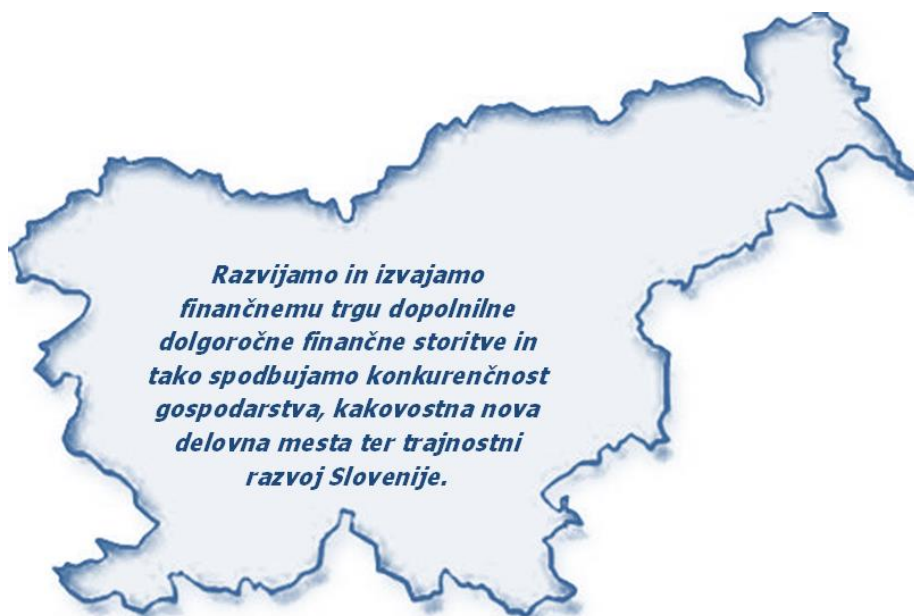 Razvijamo in izvajamo
finančnemu trgu dopolnilne
dolgoročne finančne storitve in
tako spodbujamo konkurenčnost
gospodarstva, kakovostna nova
delovna mesta ter trajnostni
razvoj Slovenije.